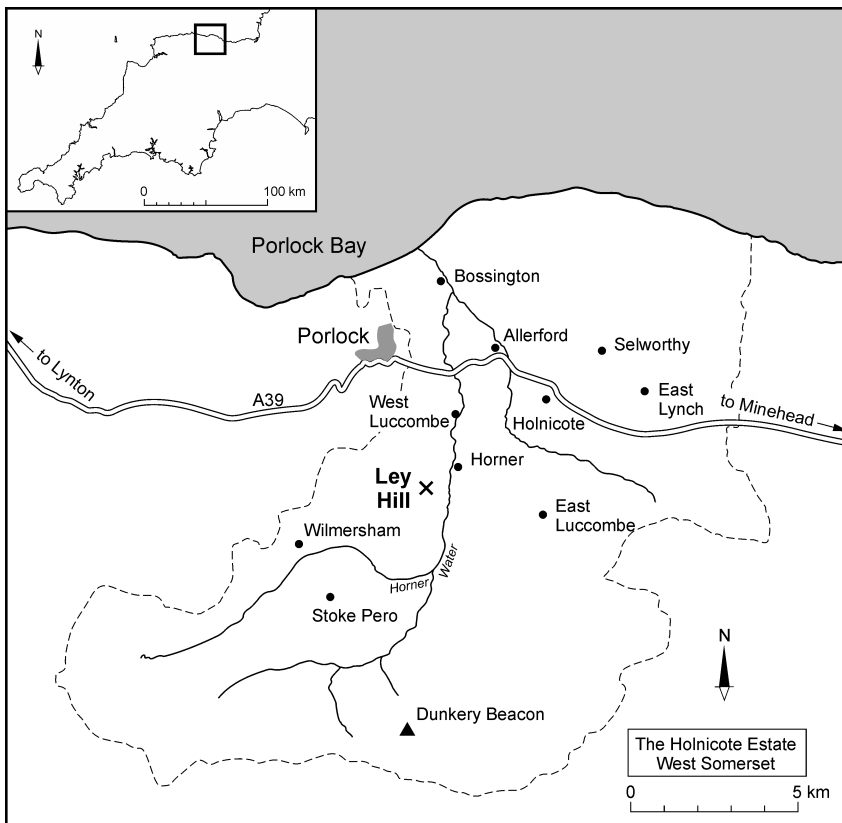 N
0 100 km
Porlock Bay
Bossington
Porlock
Allerford
Selworthy
to Lynton
A39
East
Lynch
to Minehead
West
Luccombe
Holnicote
Horner
Ley
Hill
East
Luccombe
Wilmersham
Horner
Water
Stoke Pero
N
Dunkery Beacon
The Holnicote Estate
West Somerset
0 5 km